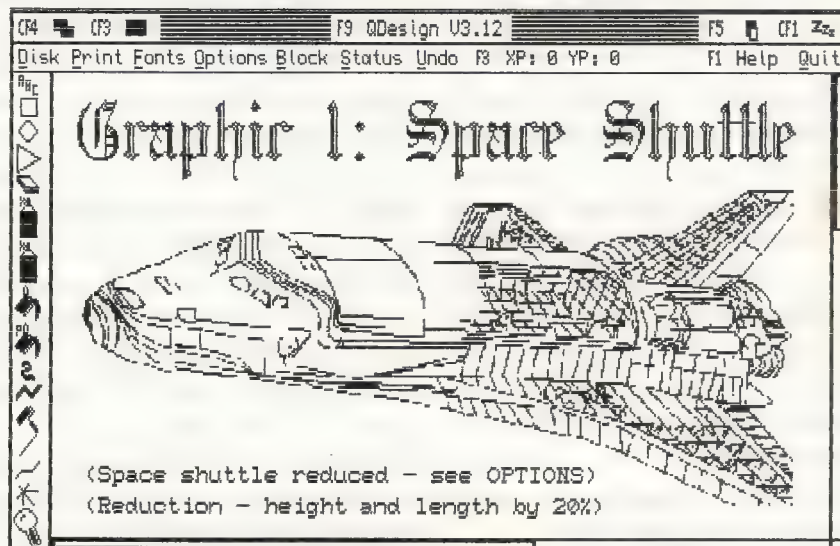 CF4 CF3 F9 QDesign V3.12 F5 CF1 Zzz
Disk Print Fonts Options Block Status Undo F3 XP: 0 YP: 0 F1 Help Quit
Graphic 1: Space Shuttle
(Space shuttle reduced - see OPTIONS)
(Reduction - height and length by 20%)